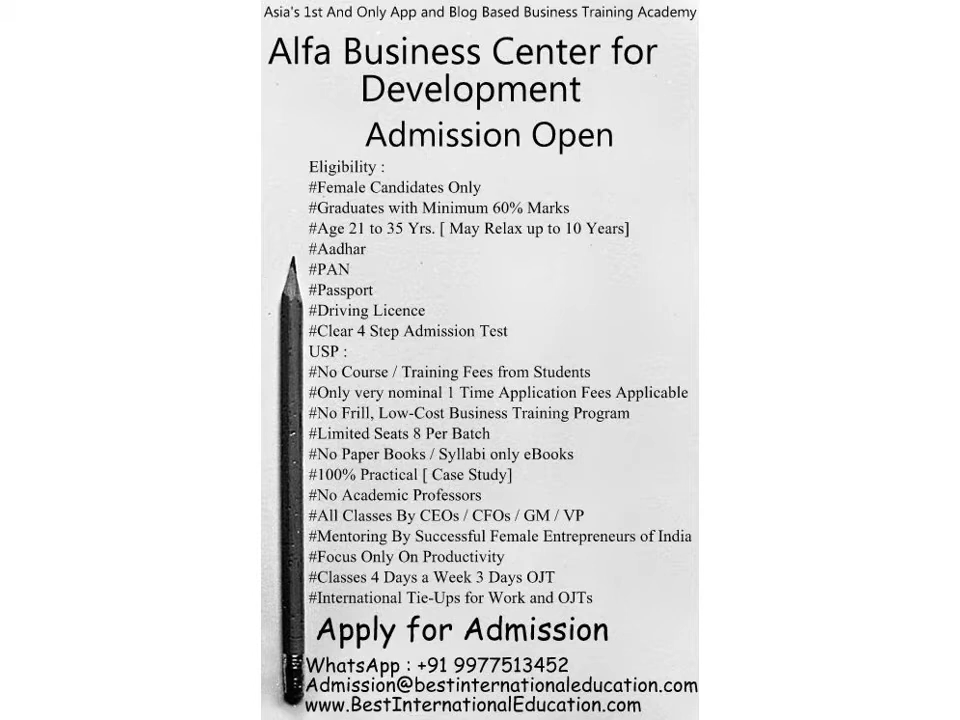 Asia's 1st And Only App and Blog Based Business Training Academy
Alfa Business Center for
Development
Admission Open
Eligibility :
#Female Candidates Only
#Graduates with Minimum 60% Marks
#Age 21 to 35 Yrs. [ May Relax up to 10 Years]
#Aadhar
#PAN
#Passport
#Driving Licence
#Clear 4 Step Admission Test
USP :
#No Course / Training Fees from Students
#Only very nominal 1 Time Application Fees Applicable
#No Frill, Low-Cost Business Training Program
#Limited Seats 8 Per Batch
#No Paper Books / Syllabi only eBooks
#100% Practical [ Case Study]
#No Academic Professors
#All Classes By CEOs / CFOs / GM / VP
#Mentoring By Successful Female Entrepreneurs of India
#Focus Only On Productivity
#Classes 4 Days a Week 3 Days OJT
#International Tie-Ups for Work and OJTs
Apply for Admission
WhatsApp : +91 9977513452
Admission@bestinternationaleducation.com
www.BestInternationalEducation.com